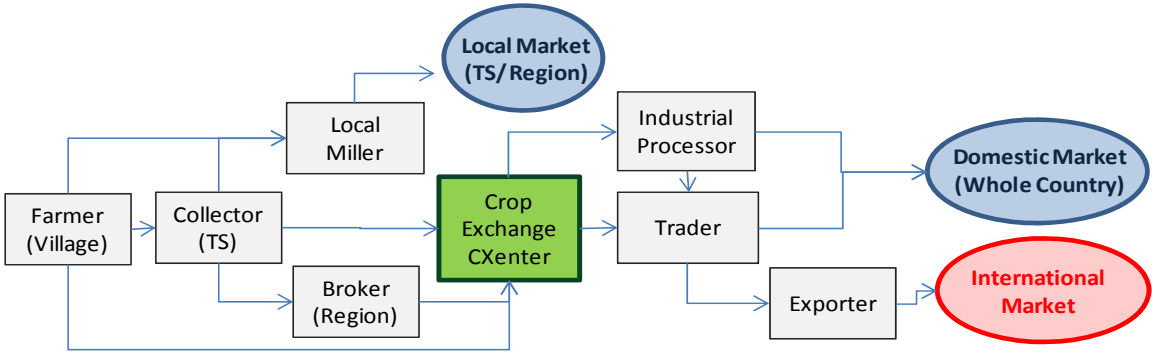 Local Market
(TS/Region)
Local
Miller
Industrial
Processor
Domestic Market
(Whole Country)
Farmer
(Village)
Collector
(TS)
Crop
Exchange
CXenter
Trader
Broker
(Region)
Exporter
International
Market